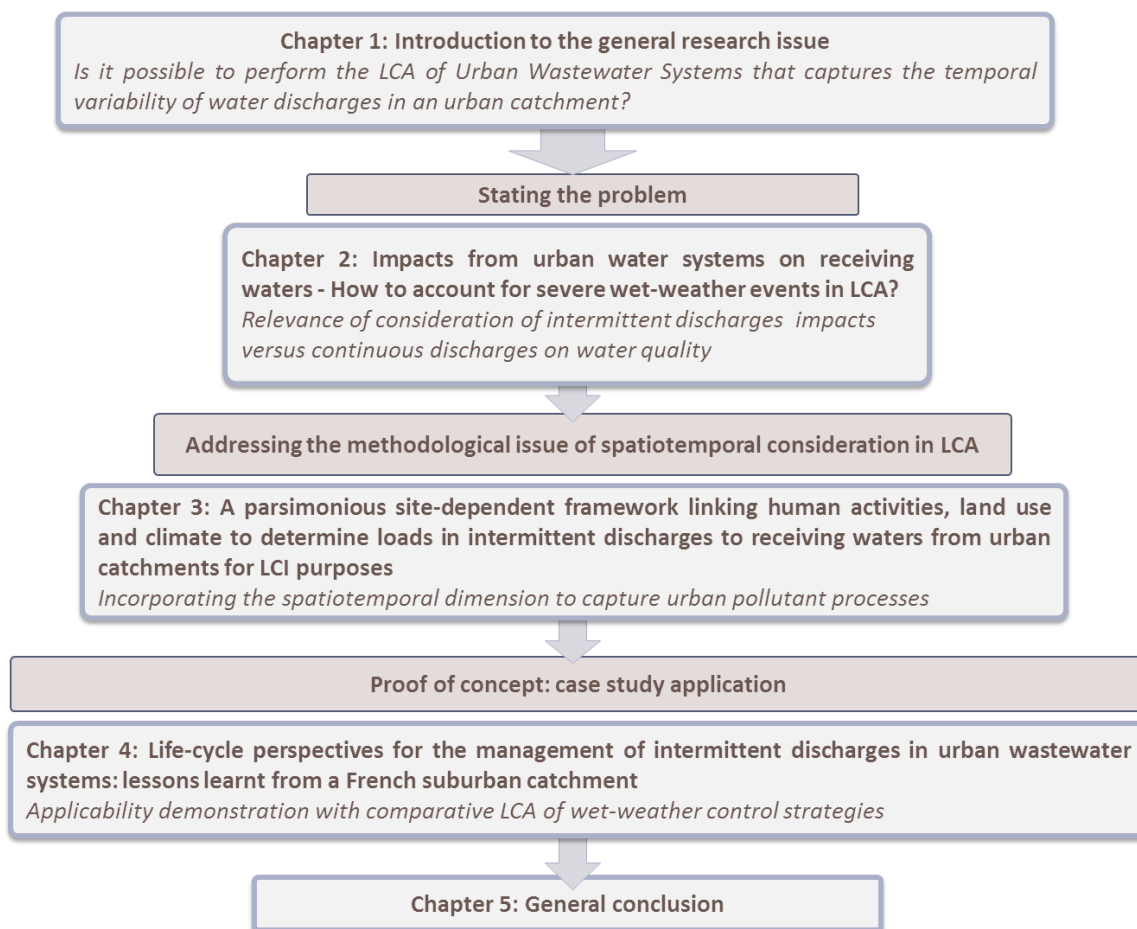 Chapter 1: Introduction to the general research issue
Is it possible to perform the LCA of Urban Wastewater Systems that captures the temporal
variability of water discharges in an urban catchment?
Stating the problem
Chapter 2: Impacts from urban water systems on receiving
waters - How to account for severe wet-weather events in LCA?
Relevance of consideration of intermittent discharges impacts
versus continuous discharges on water quality
Addressing the methodological issue of spatiotemporal consideration in LCA
Chapter 3: A parsimonious site-dependent framework linking human activities, land use
and climate to determine loads in intermittent discharges to receiving waters from urban
catchments for LCI purposes
Incorporating the spatiotemporal dimension to capture urban pollutant processes
Proof of concept: case study application
Chapter 4: Life-cycle perspectives for the management of intermittent discharges in urban wastewater
systems: lessons learnt from a French suburban catchment
Applicability demonstration with comparative LCA of wet-weather control strategies
Chapter 5: General conclusion